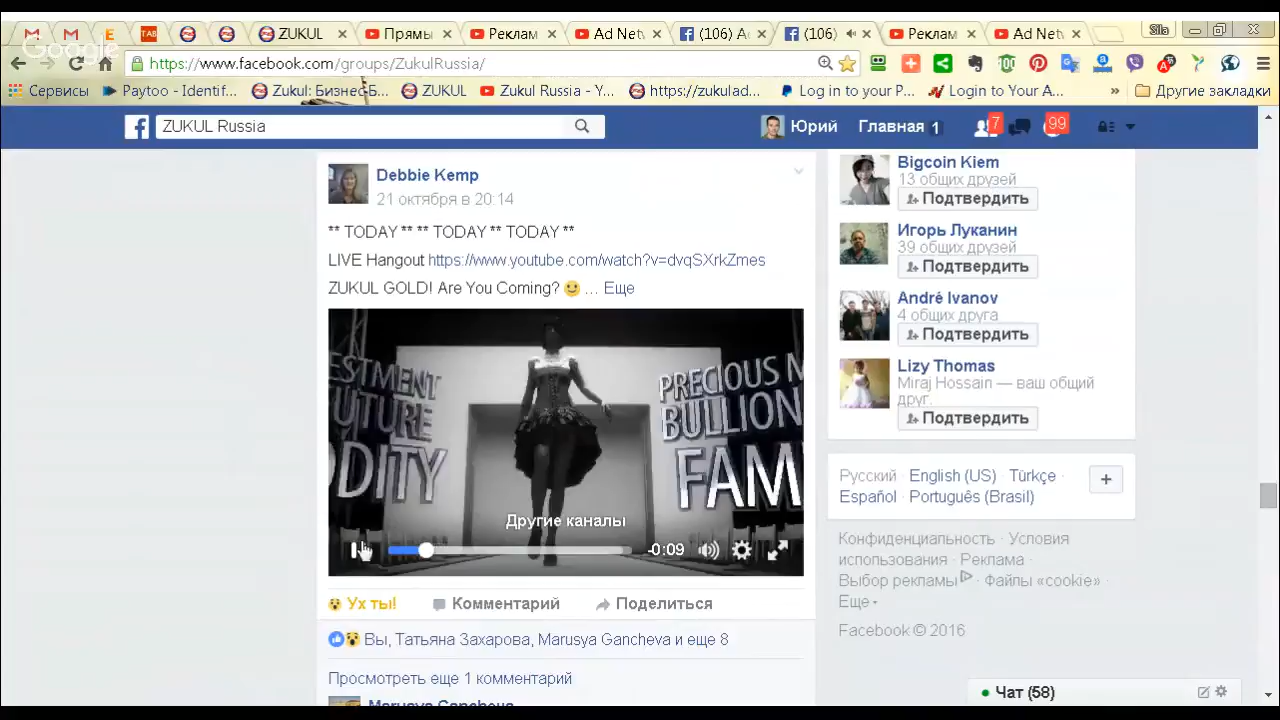 Google
ZUKUL
Прямы
Реклам
Ad Netw
(106) A
(106)
Реклам
Ad Netw
Sila
https://www.facebook.com/groups/ZukulRussia/
Сервисы
Paytoo - Identif...
Zukul: Бизнес Б...
ZUKUL
Zukul Russia - Y...
https://zukulad...
Log in to your P...
Login to Your A...
»
Другие закладки
ZUKUL Russia
Юрий
Главная 1
7
99
Debbie Kemp
21 октября в 20:14
** TODAY ** ** TODAY ** TODAY **
LIVE Hangout https://www.youtube.com/watch?v=dvqSXrkZmes
ZUKUL GOLD! Are You Coming? 😉 ... Еще
ESTMENT
UTURE
ODITY
PRECIOUS M
BULLION
FAM
Другие каналы
-0:09
Ух ты!
Комментарий
Поделиться
Вы, Татьяна Захарова, Marusya Gancheva и еще 8
Просмотреть еще 1 комментарий
Marusya Gancheva
Bigcoin Kiem
13 общих друзей
Подтвердить
Игорь Луканин
39 общих друзей
Подтвердить
André Ivanov
4 общих друга
Подтвердить
Lizy Thomas
Miraj Hossain — ваш общий
друг.
Подтвердить
Русский · English (US) · Türkçe ·
Español · Português (Brasil)
+
Конфиденциальность · Условия
использования · Реклама ·
Выбор рекламы · Файлы «cookie» ·
Еще
Facebook © 2016
Чат (58)